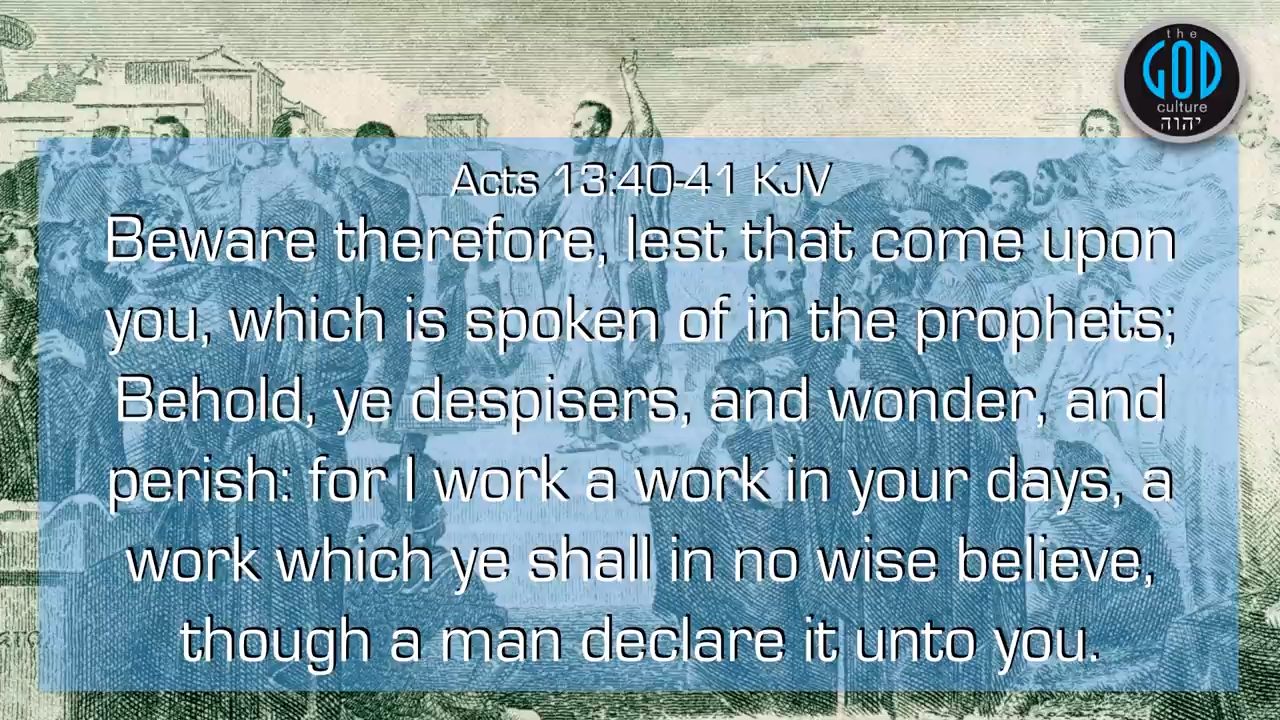 the
GOD
culture
יהוה
Acts 13:40-41 KJV
Beware therefore, lest that come upon
you, which is spoken of in the prophets;
Behold, ye despisers, and wonder, and
perish: for I work a work in your days, a
work which ye shall in no wise believe,
though a man declare it unto you.